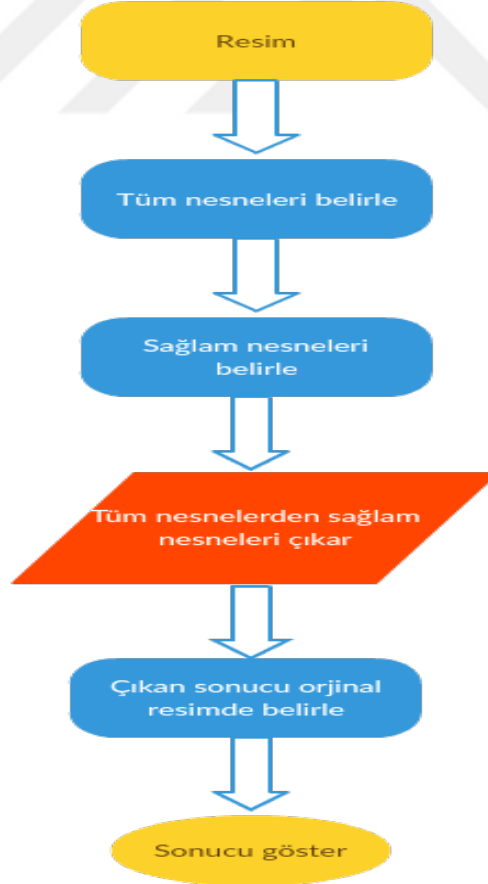 Resim
Tüm nesneleri belirle
Sağlam nesneleri
belirle
Tüm nesnelerden sağlam
nesneleri çıkar
Çıkan sonucu orjinal
resimde belirle
Sonucu göster